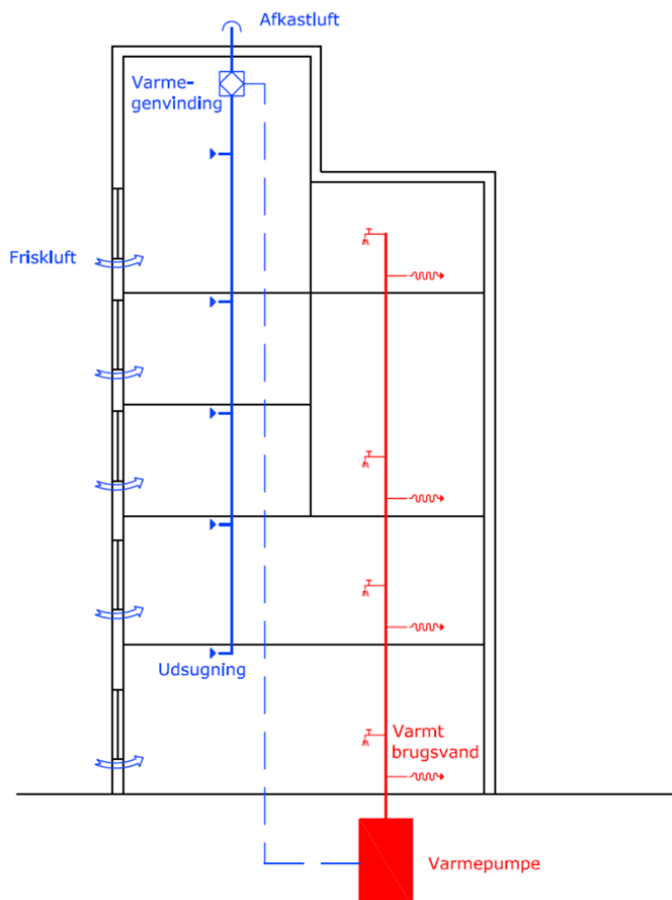 Afkastluft
Varme-
genvinding
Friskluft
Udsugning
Varmt
brugsvand
Varmepumpe